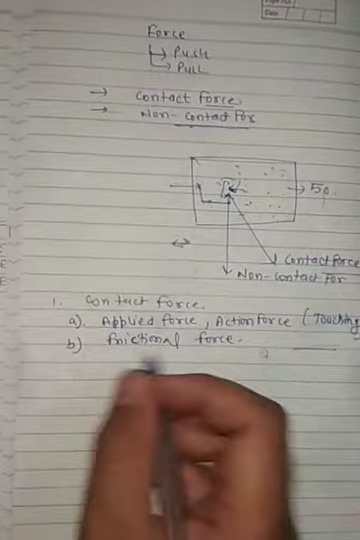 Date
Force
→ Push
→ Pull
→ Contact force
→ Non-Contact For
→ 50
Contact force
Non-contact For
1. Contact force.
a). Applied force, Action force (Touching
b) frictional force.